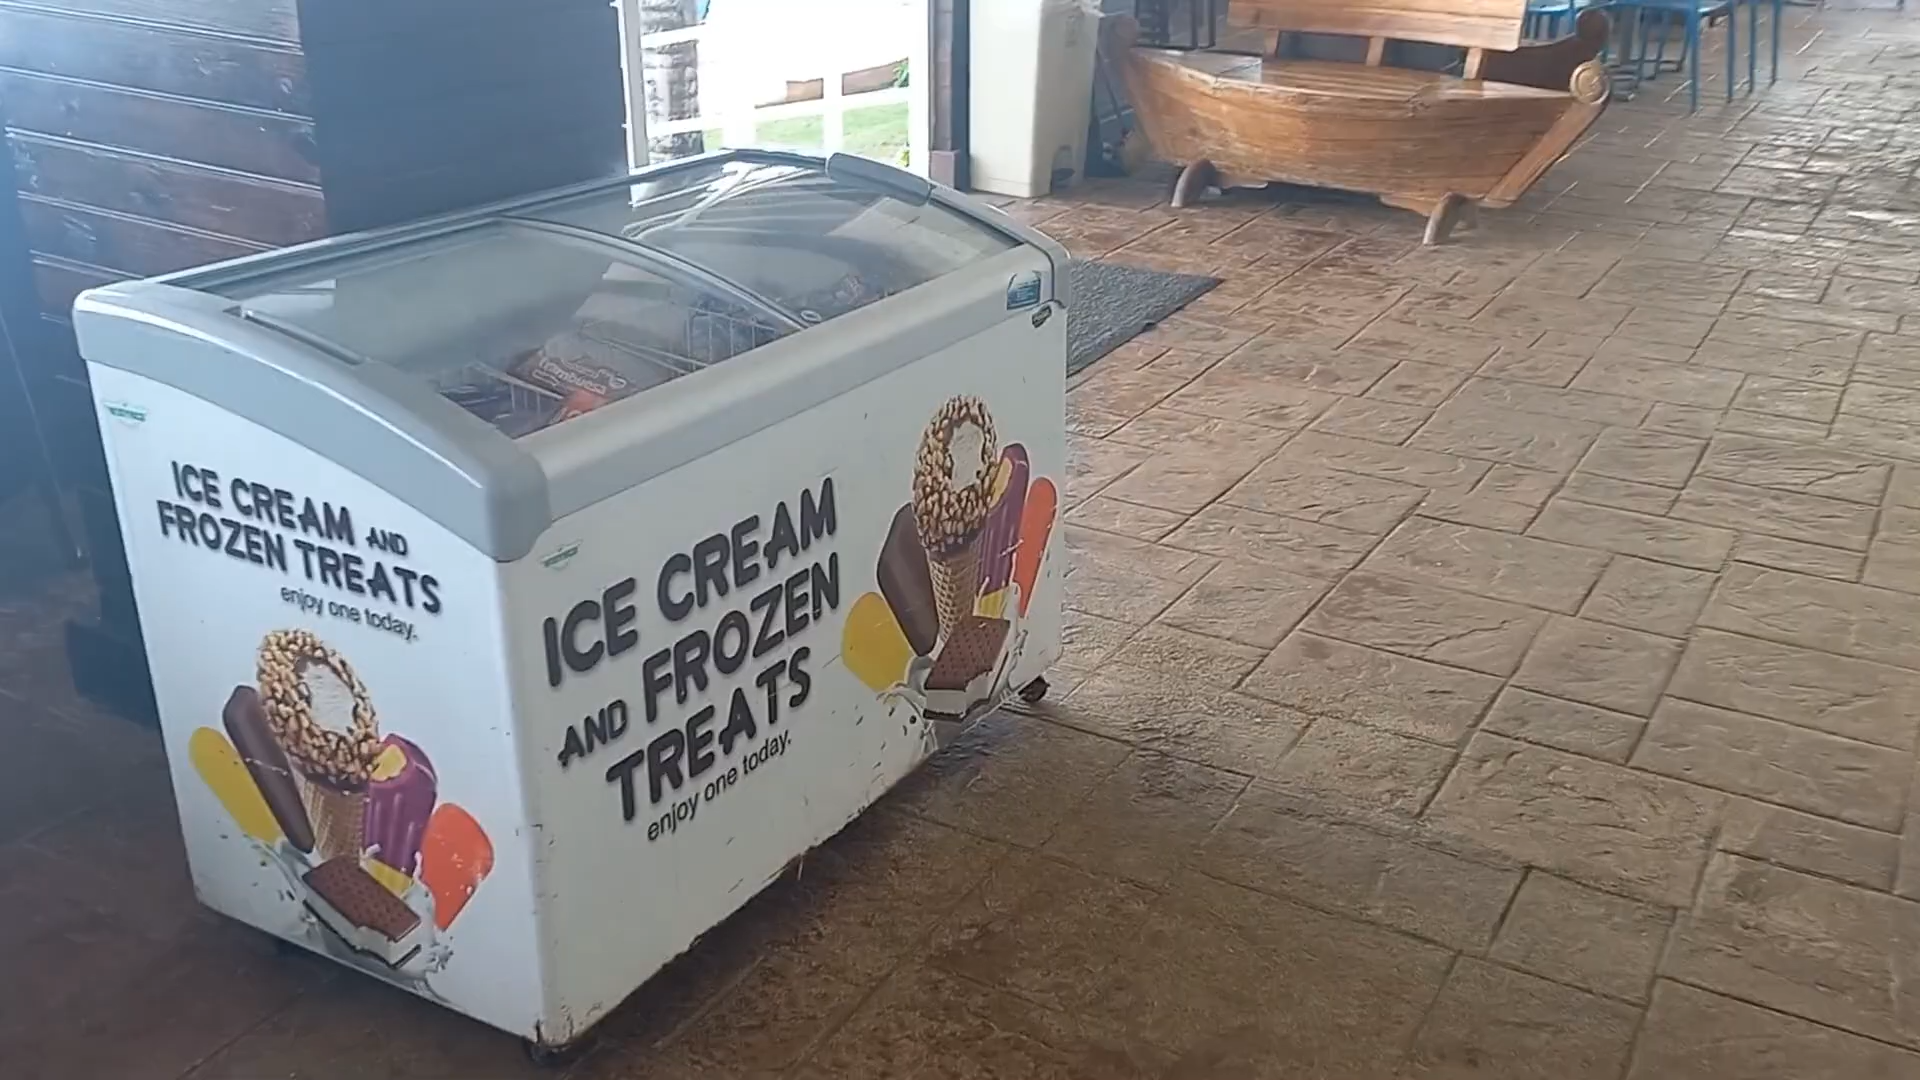 ICE CREAM AND
FROZEN TREATS
enjoy one today.
ICE CREAM
AND FROZEN
TREATS
enjoy one today.